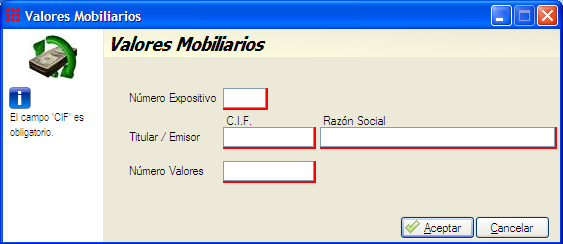 Valores Mobiliarios
Valores Mobiliarios
El campo 'CIF' es
obligatorio.
Número Expositivo
C.I.F. Razón Social
Titular / Emisor
Número Valores
Aceptar Cancelar